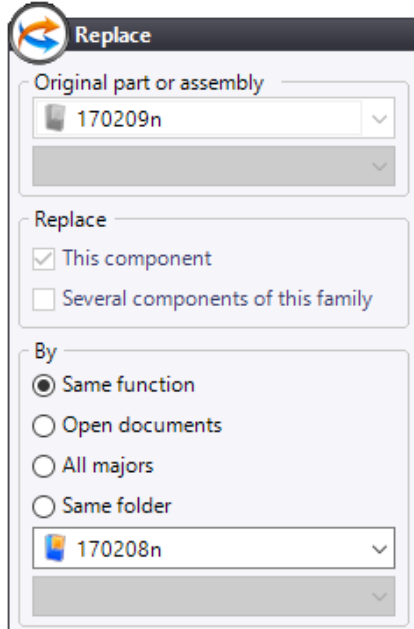 Replace
Original part or assembly
170209n
Replace
This component
Several components of this family
By
Same function
Open documents
All majors
Same folder
170208n